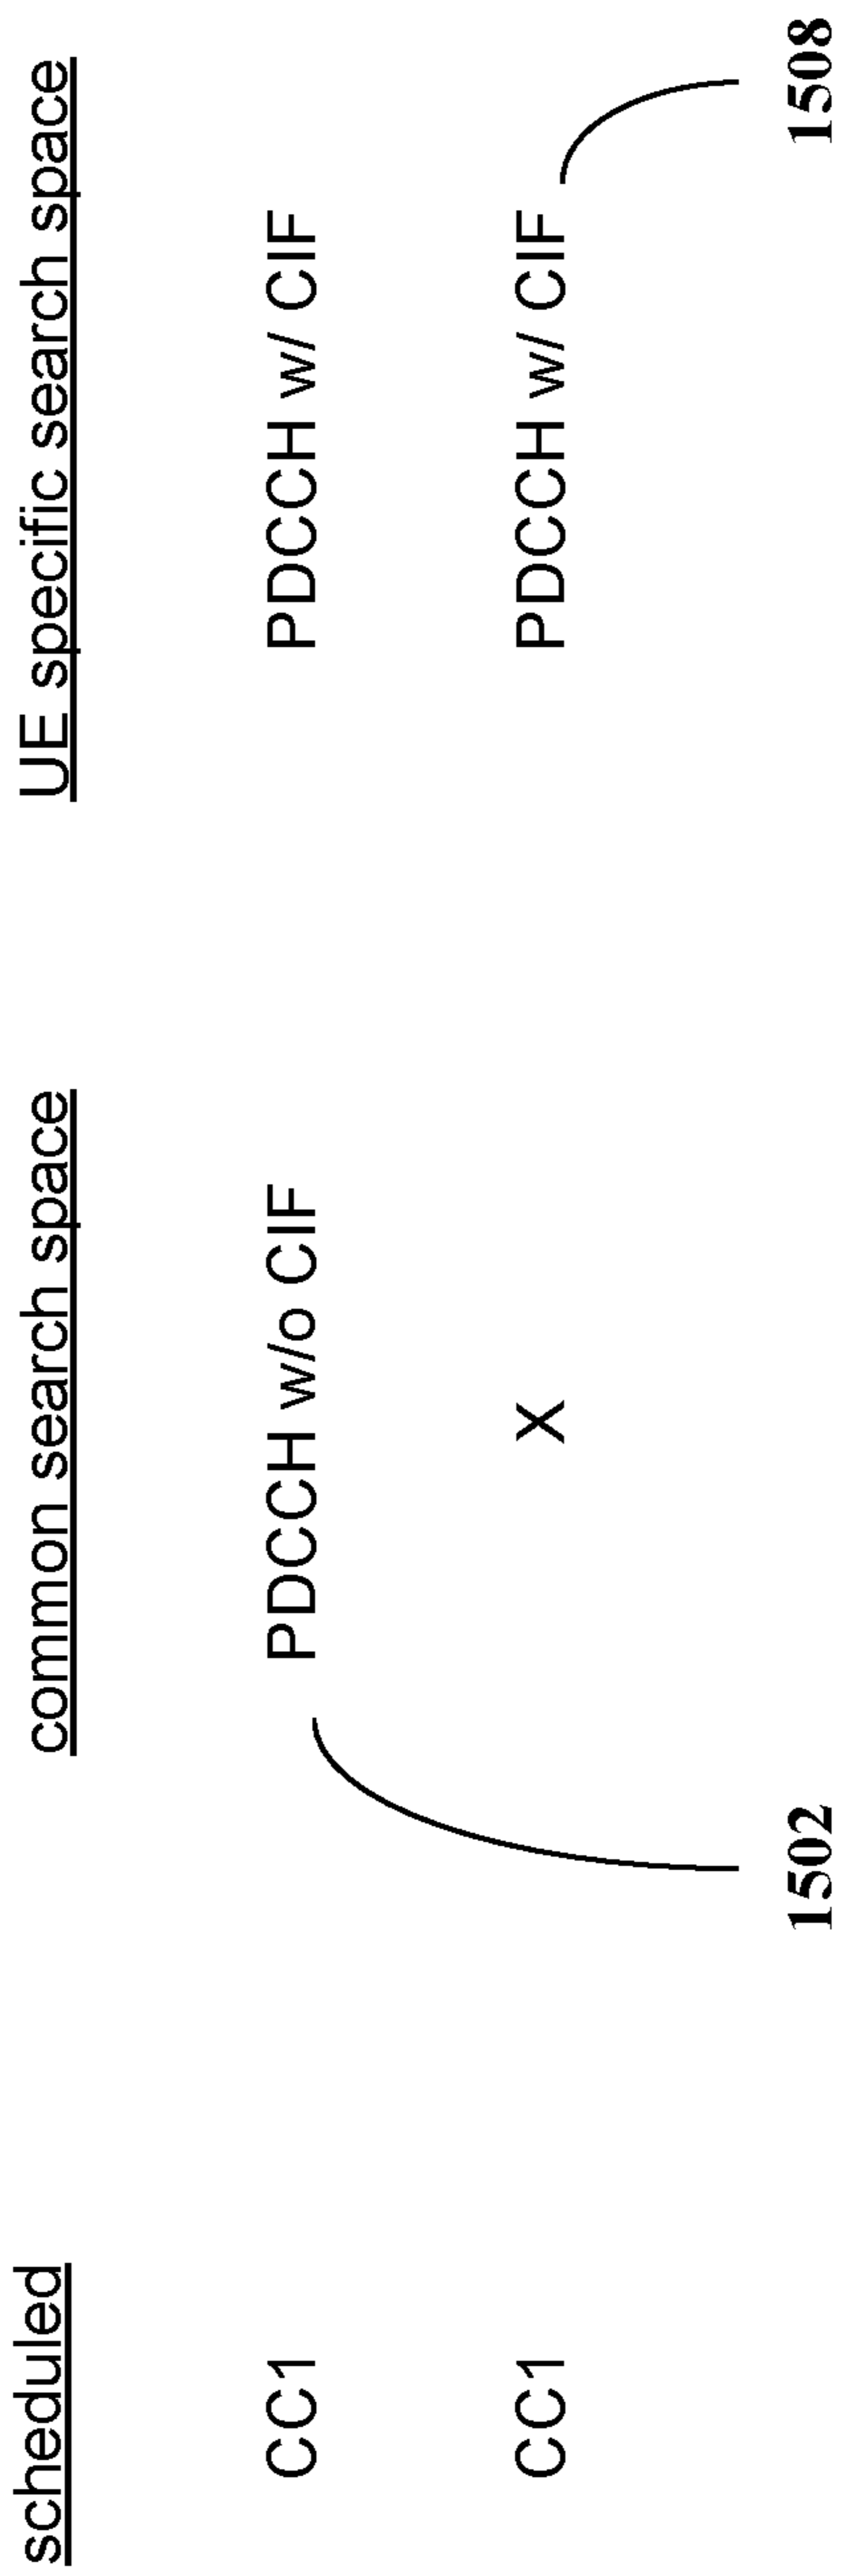 scheduled common search space UE specific search space
CC1 PDCCH w/o CIF PDCCH w/ CIF
CC1 X PDCCH w/ CIF
1502 1508